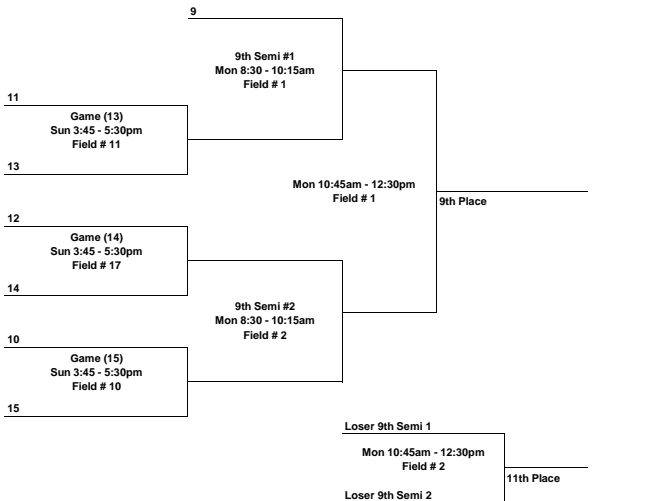 9
9th Semi #1
Mon 8:30 - 10:15am
Field # 1
11
Game (13)
Sun 3:45 - 5:30pm
Field # 11
13
Mon 10:45am - 12:30pm
Field # 1
9th Place
12
Game (14)
Sun 3:45 - 5:30pm
Field # 17
14
9th Semi #2
Mon 8:30 - 10:15am
Field # 2
10
Game (15)
Sun 3:45 - 5:30pm
Field # 10
15
Loser 9th Semi 1
Mon 10:45am - 12:30pm
Field # 2
11th Place
Loser 9th Semi 2